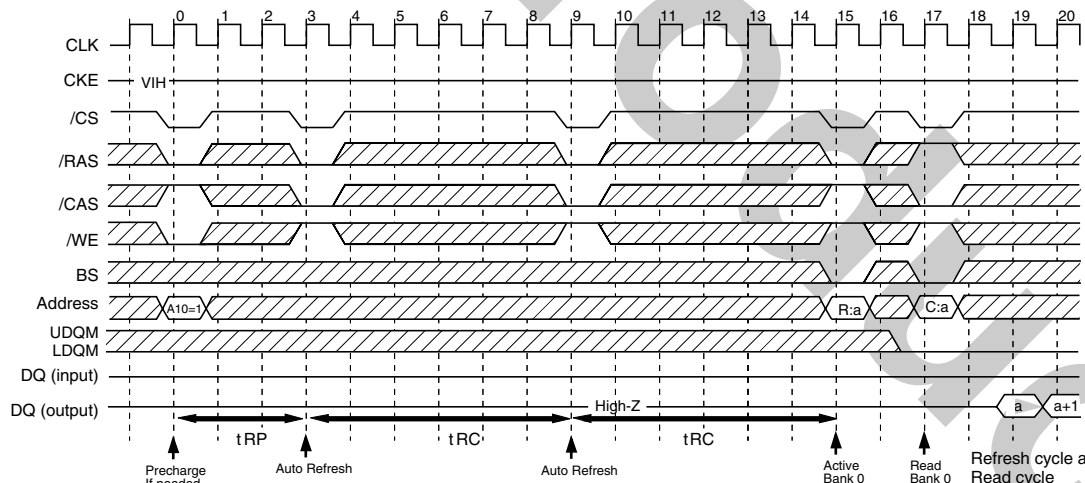 0 1 2 3 4 5 6 7 8 9 10 11 12 13 14 15 16 17 18 19 20
CLK
CKE
VIH
/CS
/RAS
/CAS
/WE
BS
Address
A10=1
R:a
C:a
UDQM
LDQM
DQ (input)
DQ (output)
High-Z
a
a+1
tRP
tRC
tRC
Precharge
If needed
Auto Refresh
Auto Refresh
Active
Bank 0
Read
Bank 0
Refresh cycle a
Read cycle